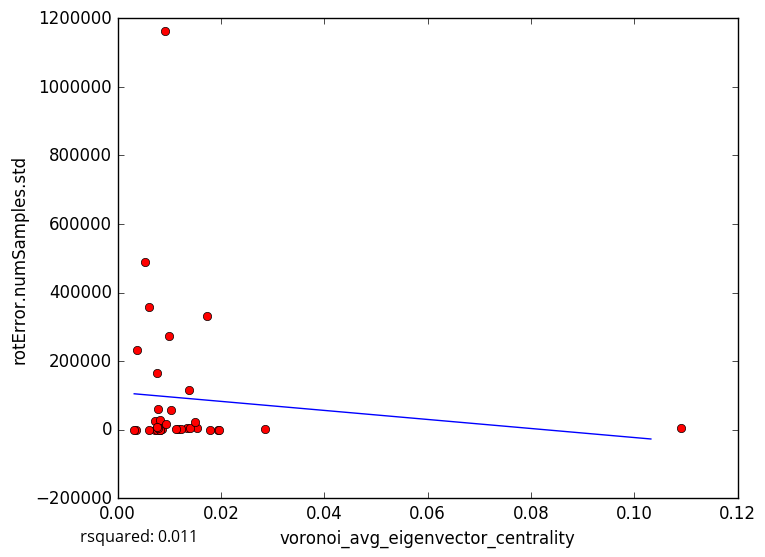 1200000
1000000
800000
600000
400000
200000
0
−200000
rotError.numSamples.std
0.00 0.02 0.04 0.06 0.08 0.10 0.12
voronoi_avg_eigenvector_centrality
rsquared: 0.011